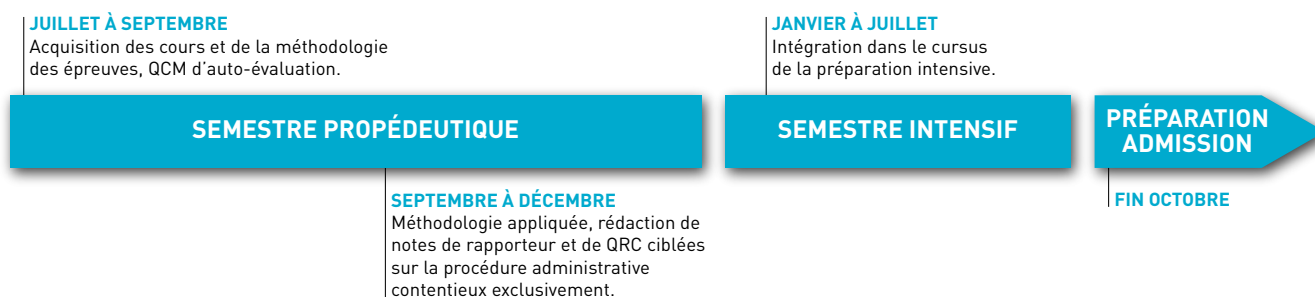 JUILLET À SEPTEMBRE
Acquisition des cours et de la méthodologie
des épreuves, QCM d'auto-évaluation.
JANVIER À JUILLET
Intégration dans le cursus
de la préparation intensive.
SEMESTRE PROPÉDEUTIQUE
SEMESTRE INTENSIF
PRÉPARATION
ADMISSION
SEPTEMBRE À DÉCEMBRE
Méthodologie appliquée, rédaction de
notes de rapporteur et de QRC ciblées
sur la procédure administrative
contentieux exclusivement.
FIN OCTOBRE